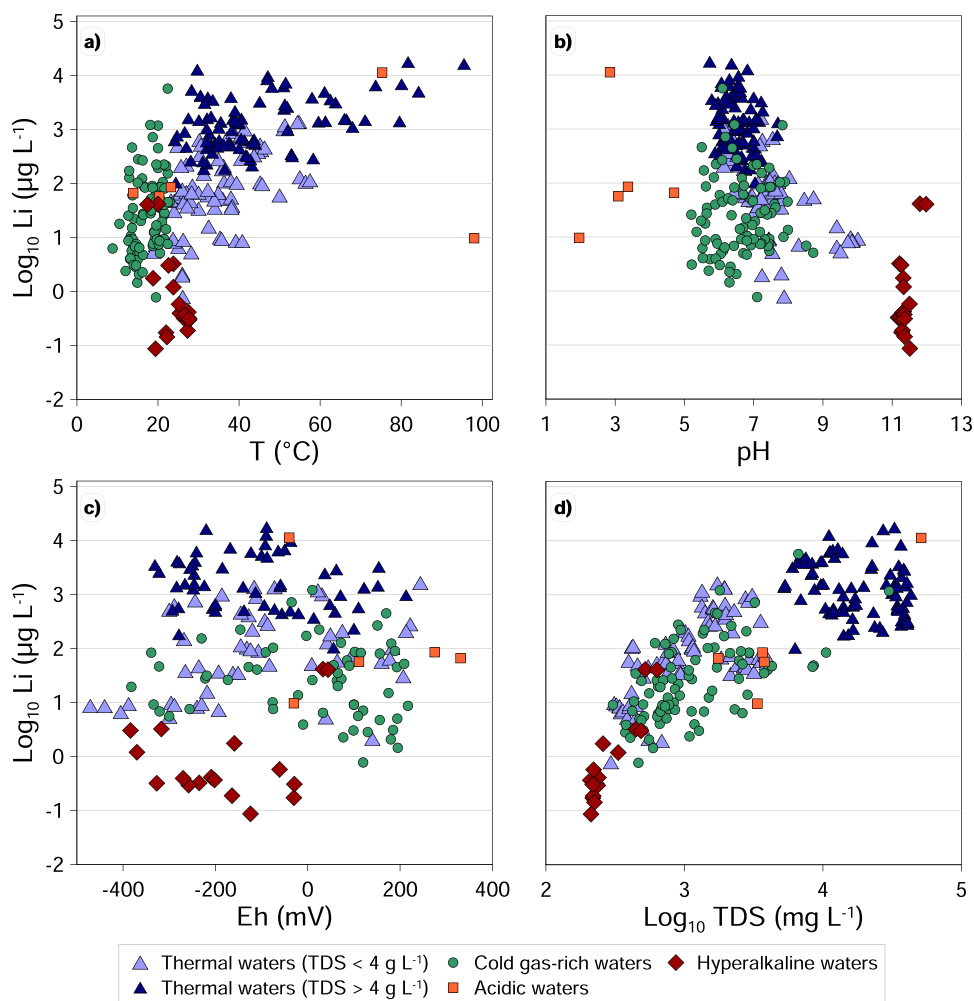 a)
5
4
3
2
1
0
-1
-2
Log10 Li (µg L-1)
0 20 40 60 80 100
T (°C)
b)
1 3 5 7 9 11 13
pH
c)
5
4
3
2
1
0
-1
-2
Log10 Li (µg L-1)
-400 -200 0 200 400
Eh (mV)
d)
2 3 4 5
Log10 TDS (mg L-1)
Thermal waters (TDS < 4 g L-1) Cold gas-rich waters Hyperalkaline waters
Thermal waters (TDS > 4 g L-1) Acidic waters